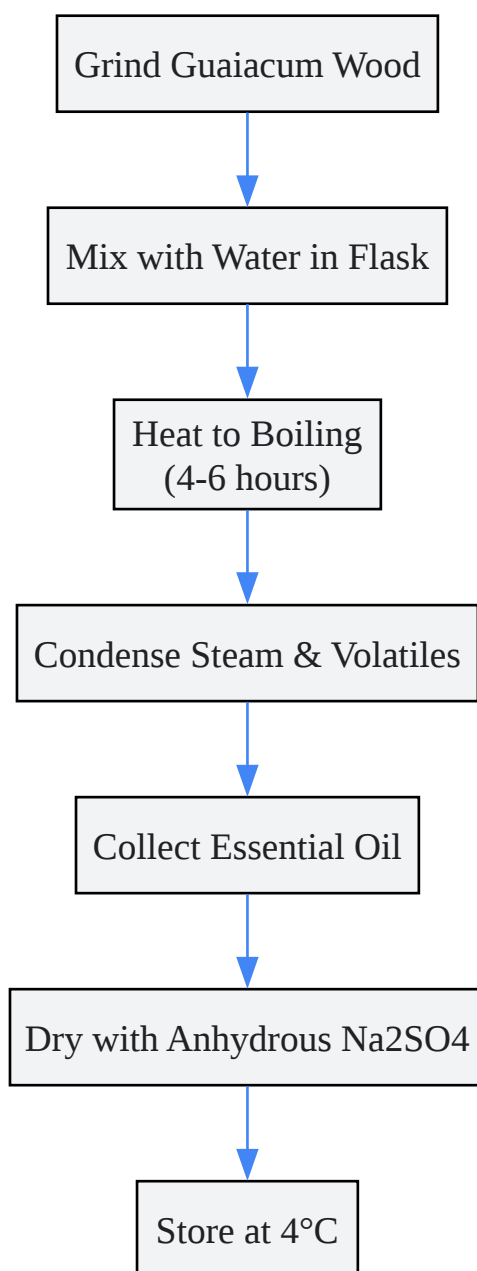 Grind Guaiacum Wood
Mix with Water in Flask
Heat to Boiling
(4-6 hours)
Condense Steam & Volatiles
Collect Essential Oil
Dry with Anhydrous Na2SO4
Store at 4°C